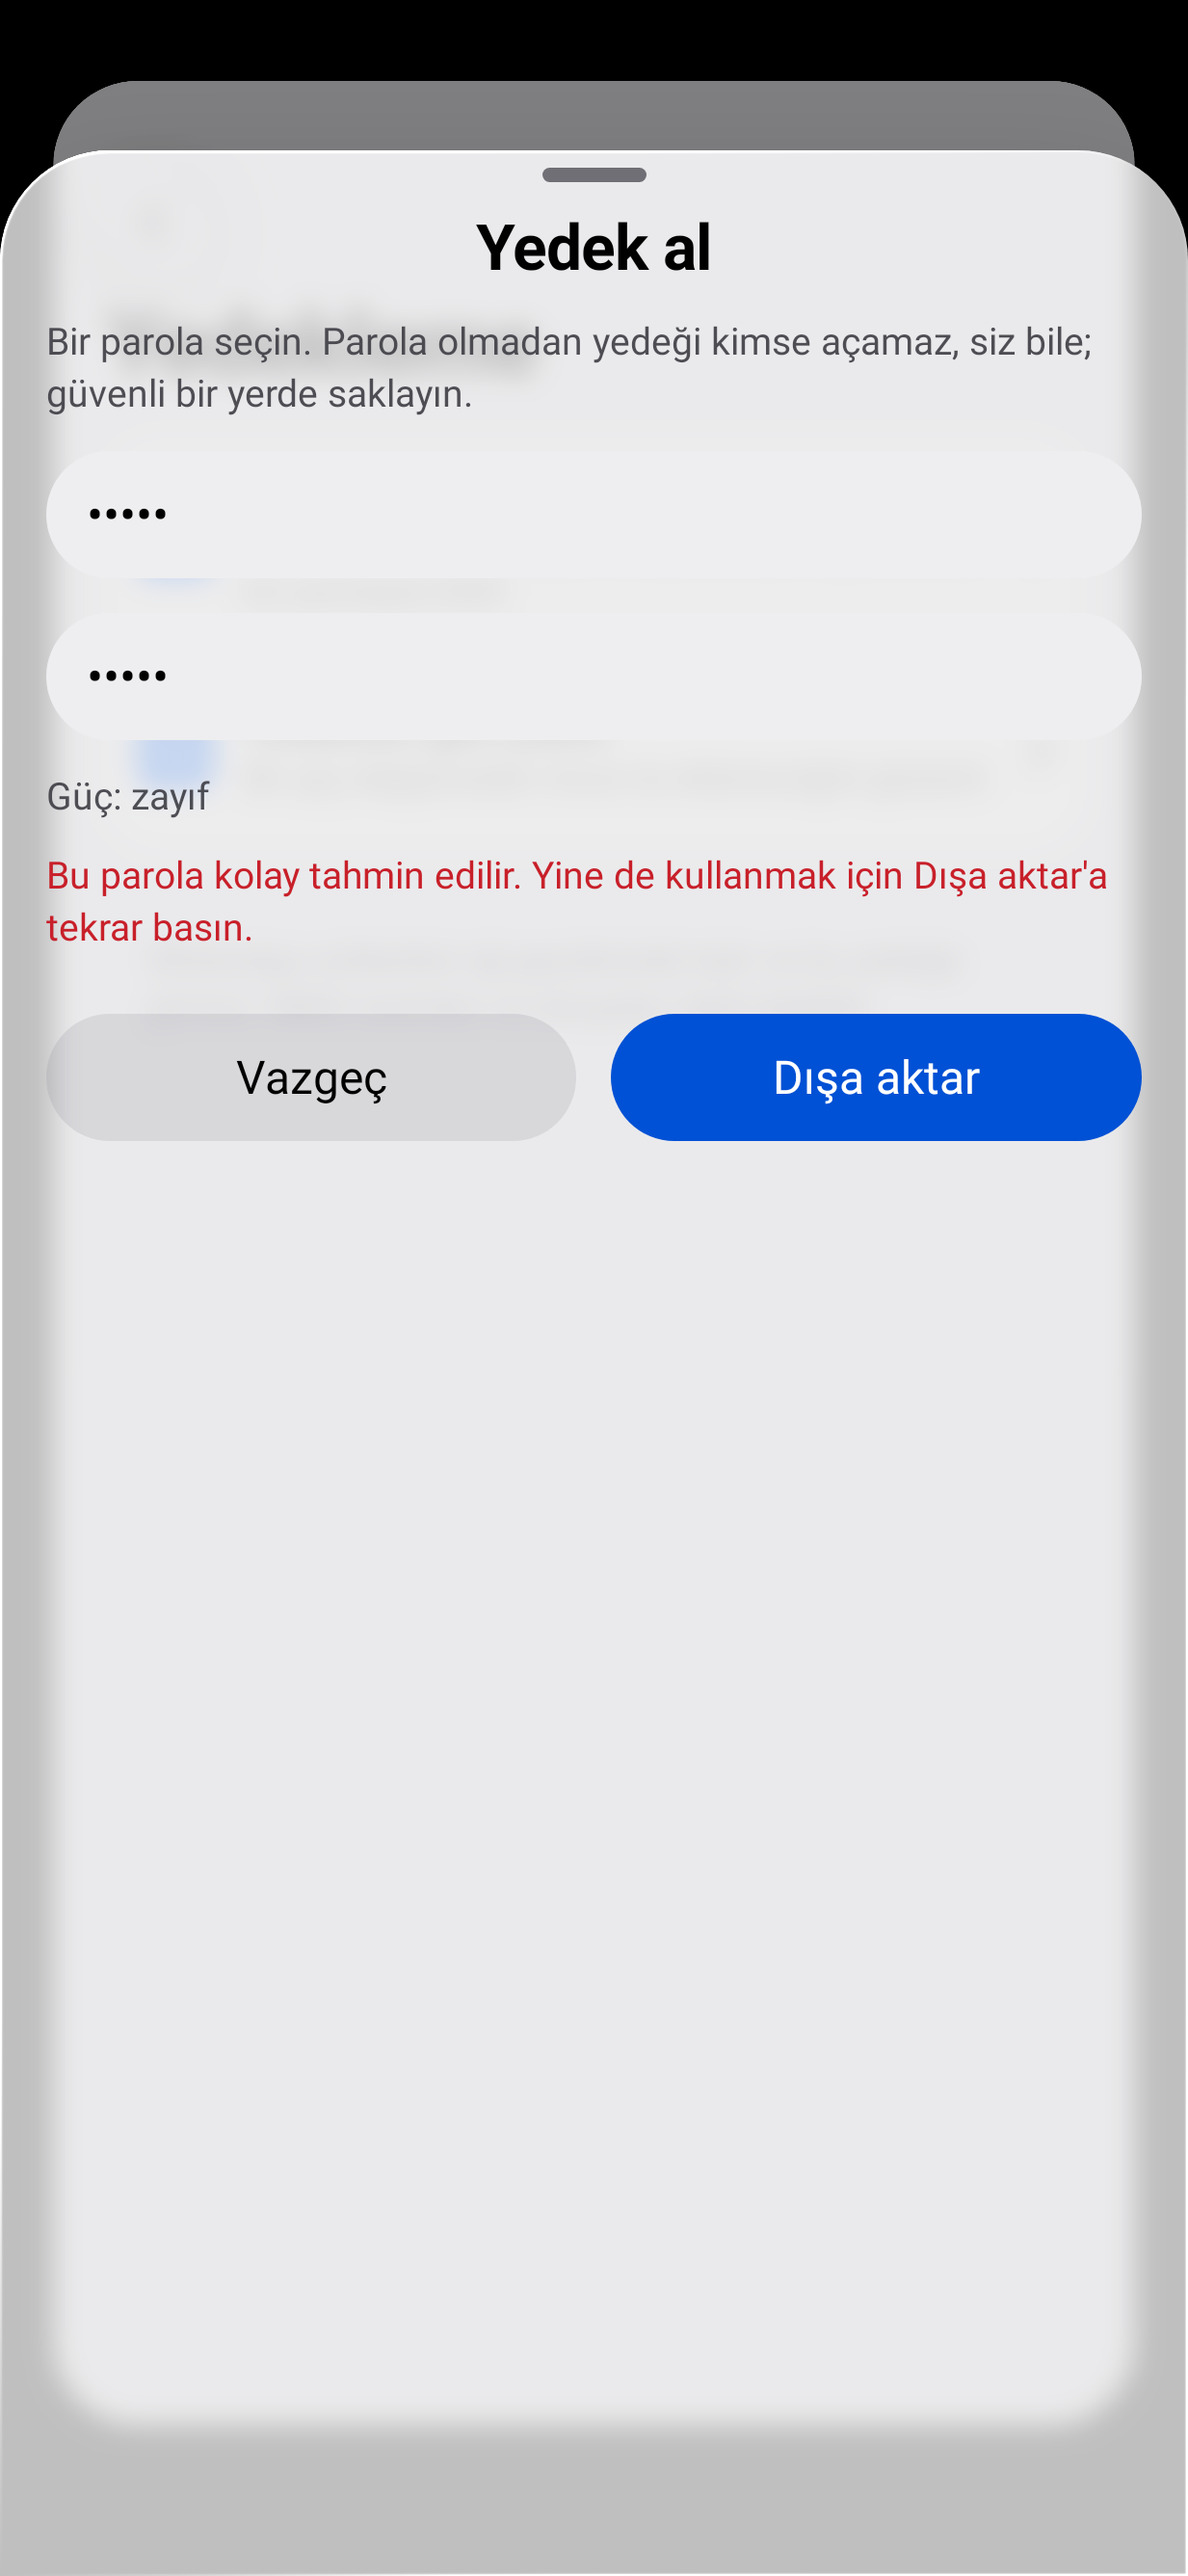 Yedek al
Bir parola seçin. Parola olmadan yedeği kimse açamaz, siz bile;
güvenli bir yerde saklayın.
•••••
•••••
Güç: zayıf
Bu parola kolay tahmin edilir. Yine de kullanmak için Dışa aktar'a
tekrar basın.
Vazgeç
Dışa aktar